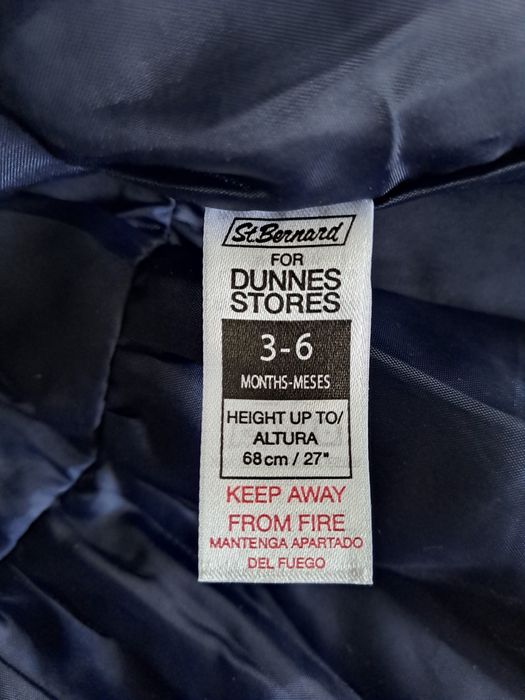 St.Bernard
FOR
DUNNES
STORES
3-6
MONTHS-MESES
HEIGHT UP TO/
ALTURA
68cm / 27"
KEEP AWAY
FROM FIRE
MANTENGA APARTADO
DEL FUEGO